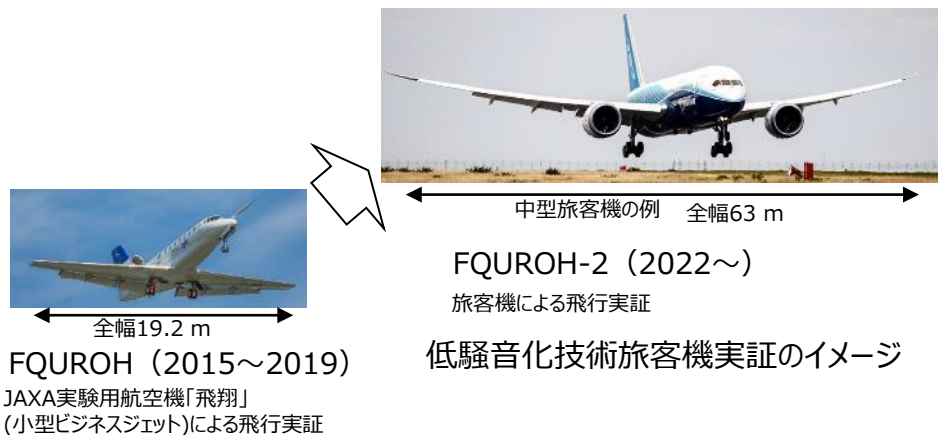 中型旅客機の例 全幅63 m
FQUROH-2（2022～）
旅客機による飛行実証
低騒音化技術旅客機実証のイメージ
全幅19.2 m
FQUROH（2015～2019）
JAXA実験用航空機「飛翔」
(小型ビジネスジェット)による飛行実証